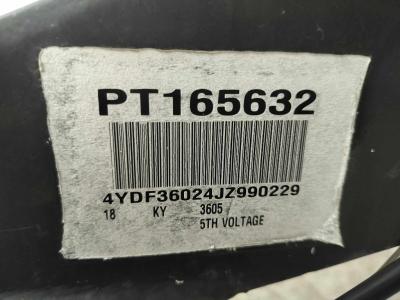 PT165632
4YDF36024JZ990229
18 KY 3605
5TH VOLTAGE